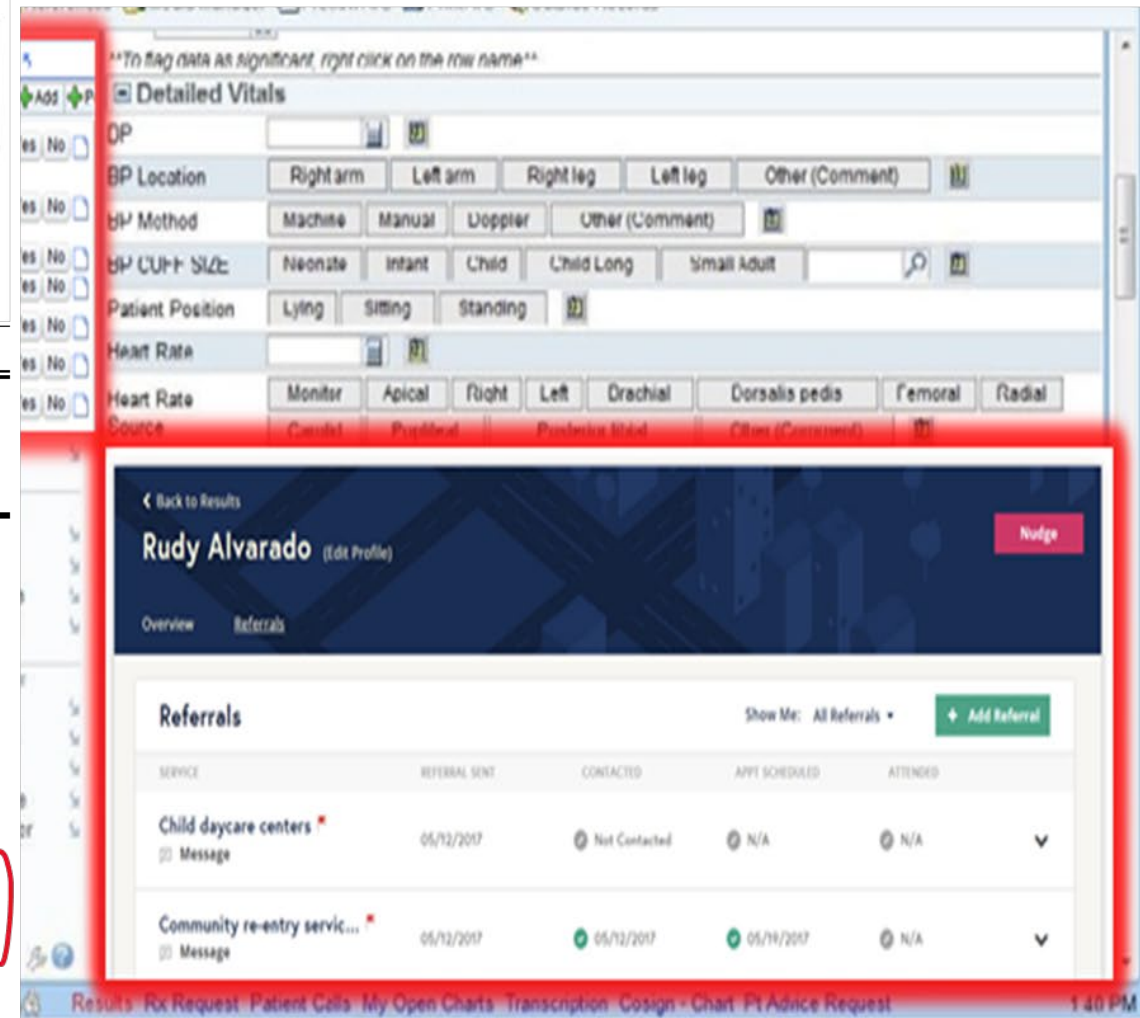 **To flag data as significant, right click on the row name**
Add
Detailed Vitals
BP Location Right arm Left arm Right leg Left leg Other (Comment)
BP Method Machine Manual Doppler Other (Comment)
BP CUFF SIZE Neonate Infant Child Child Long Small Adult
Patient Position Lying Sitting Standing
Heart Rate
Heart Rate Monitor Apical Right Left Brachial Dorsalis pedis Femoral Radial
Source Carotid Popliteal Posterior tibial Other (Comment)
No
No
No
No
No
No
No
Back to Results
Rudy Alvarado (Edit Profile)
Nudge
Overview Referrals
Referrals Show Me: All Referrals + Add Referral
SERVICE REFERRAL SENT CONTACTED APPT SCHEDULED ATTENDED
Child daycare centers 05/12/2017 Not Contacted N/A N/A
Message
Community re-entry servic... 05/12/2017 05/12/2017 05/19/2017 N/A
Message
Results Rx Request Patient Calls My Open Charts Transcription Cosign - Chart Pt Advice Request 1:40 PM